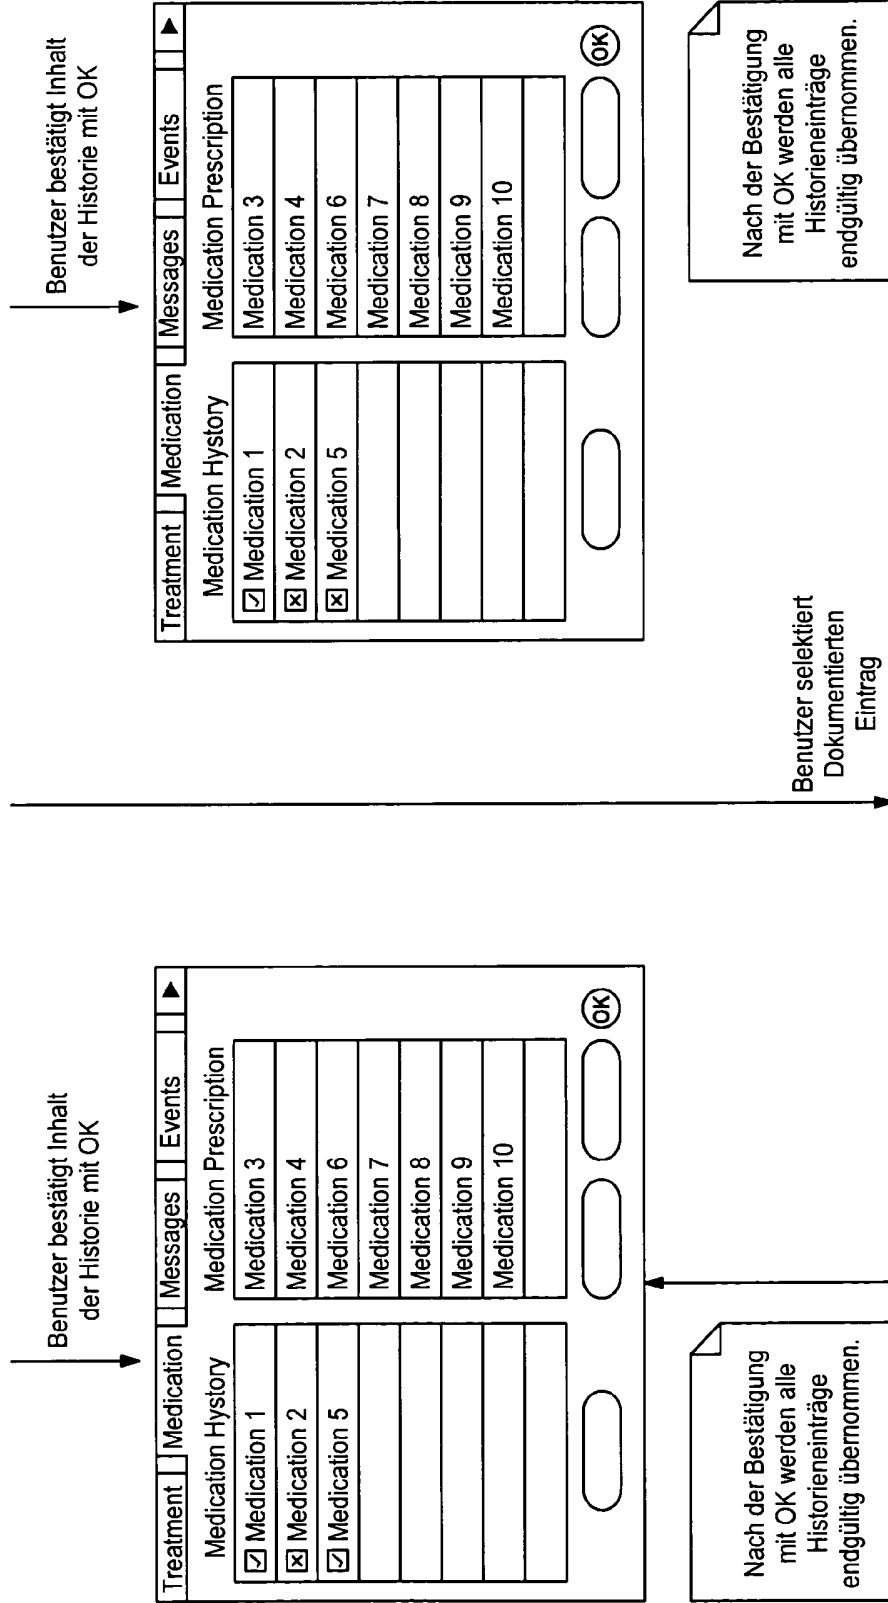 Benutzer bestätigt Inhalt
der Historie mit OK
Treatment
Medication
Messages
Events
Medication Hystory
Medication Prescription
Medication 1
Medication 2
Medication 5
Medication 3
Medication 4
Medication 6
Medication 7
Medication 8
Medication 9
Medication 10
OK
Nach der Bestätigung
mit OK werden alle
Historieneinträge
endgültig übernommen.
Benutzer selektiert
Dokumentierten
Eintrag
Benutzer bestätigt Inhalt
der Historie mit OK
Treatment
Medication
Messages
Events
Medication Hystory
Medication Prescription
Medication 1
Medication 2
Medication 5
Medication 3
Medication 4
Medication 6
Medication 7
Medication 8
Medication 9
Medication 10
OK
Nach der Bestätigung
mit OK werden alle
Historieneinträge
endgültig übernommen.